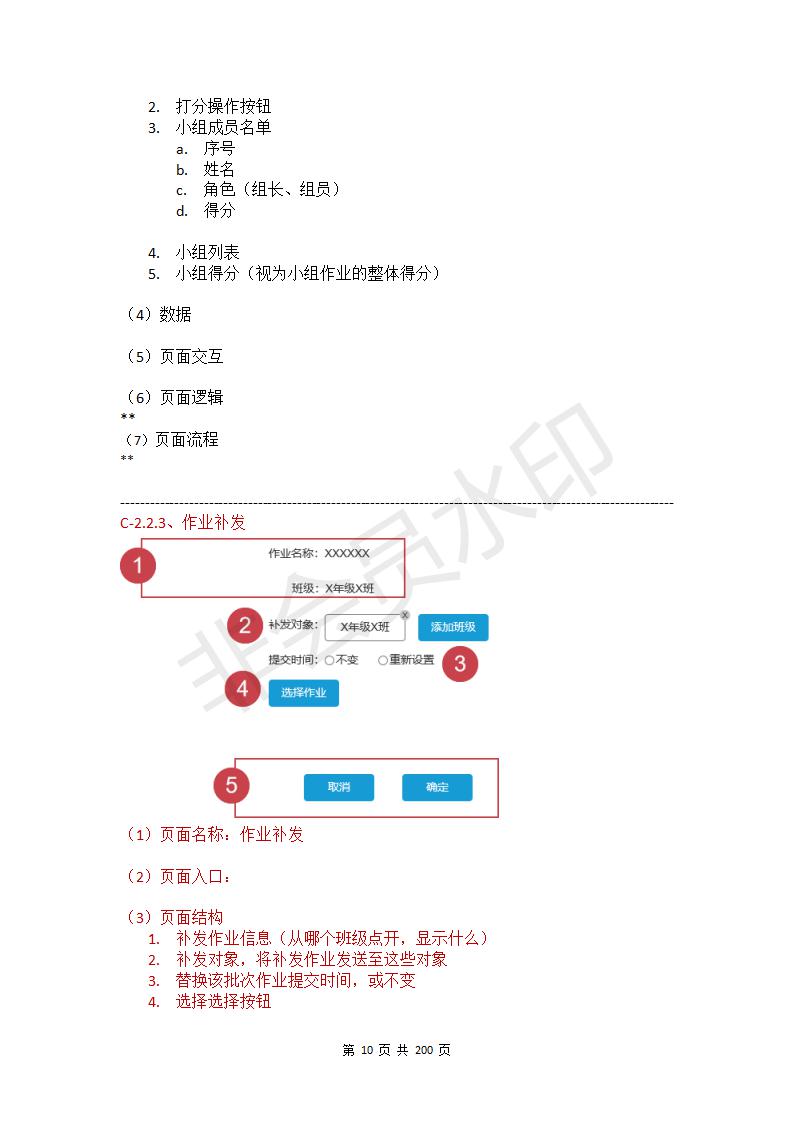 2. 打分操作按钮
3. 小组成员名单
a. 序号
b. 姓名
c. 角色（组长、组员）
d. 得分
4. 小组列表
5. 小组得分（视为小组作业的整体得分）
（4）数据
（5）页面交互
（6）页面逻辑
**
（7）页面流程
**
C-2.2.3、作业补发
1 作业名称：XXXXXX
班级：X年级X班
2 补发对象： X年级X班 X 添加班级
提交时间： 不变 重新设置 3
4 选择作业
5 取消 确定
（1）页面名称：作业补发
（2）页面入口：
（3）页面结构
1. 补发作业信息（从哪个班级点开，显示什么）
2. 补发对象，将补发作业发送至这些对象
3. 替换该批次作业提交时间，或不变
4. 选择选择按钮
第 10 页 共 200 页
非会员水印